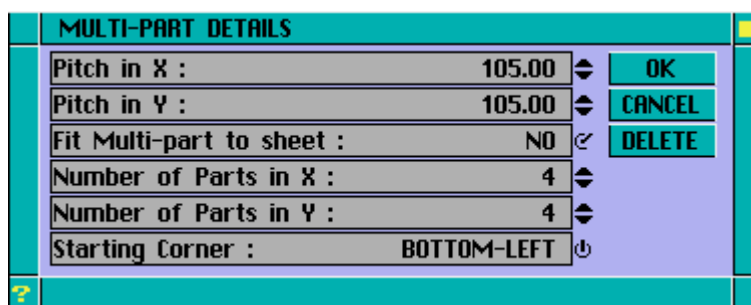 MULTI-PART DETAILS
Pitch in X : 105.00 OK
Pitch in Y : 105.00 CANCEL
Fit Multi-part to sheet : NO DELETE
Number of Parts in X : 4
Number of Parts in Y : 4
Starting Corner : BOTTOM-LEFT
?